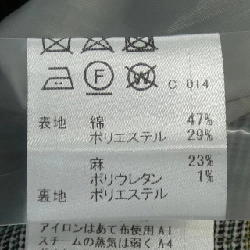 C 014
表地 綿 47%
ポリエステル 29%
麻 23%
ポリウレタン 1%
裏地 ポリエステル
アイロンはあて布使用 A1
スチームの蒸気は弱く A4